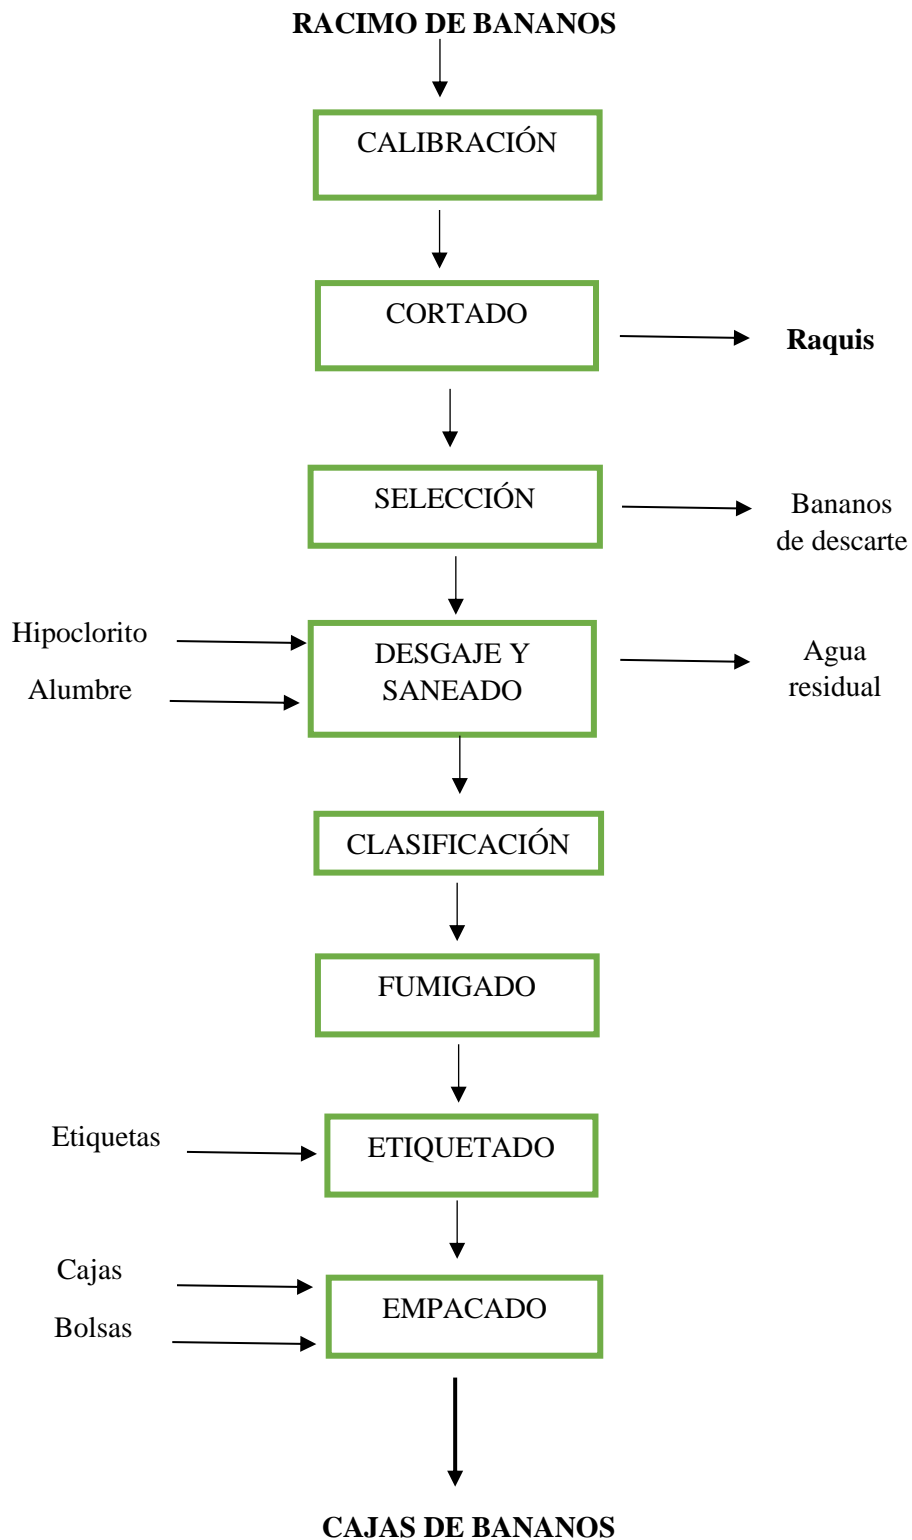 RACIMO DE BANANOS
CALIBRACIÓN
CORTADO
Raquis
SELECCIÓN
Bananos
de descarte
Hipoclorito
Alumbre
DESGAJE Y
SANEADO
Agua
residual
CLASIFICACIÓN
FUMIGADO
Etiquetas
ETIQUETADO
Cajas
Bolsas
EMPACADO
CAJAS DE BANANOS